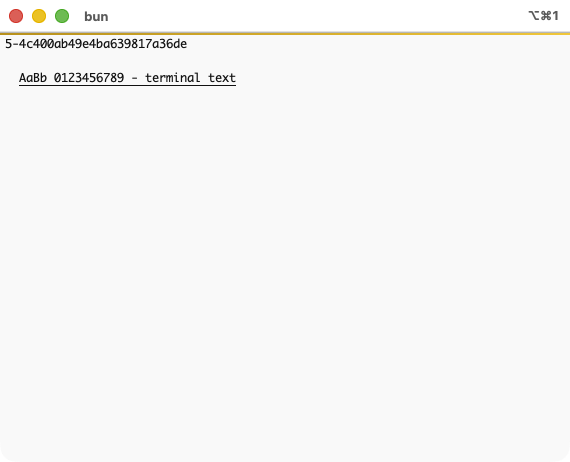 bun ⌥⌘1
5-4c400ab49e4ba639817a36de
AaBb 0123456789 - terminal text